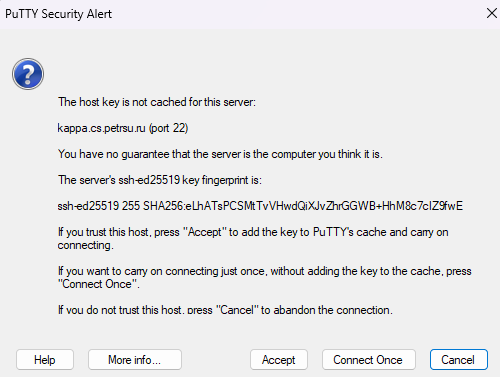 PuTTY Security Alert
The host key is not cached for this server:
kappa.cs.petrsu.ru (port 22)
You have no guarantee that the server is the computer you think it is.
The server's ssh-ed25519 key fingerprint is:
ssh-ed25519 255 SHA256:eLhATsPCSMtTvVHwdQiXJvZhrGGWB+HhM8c7cIZ9fwE
If you trust this host, press "Accept" to add the key to PuTTY's cache and carry on
connecting.
If you want to carry on connecting just once, without adding the key to the cache, press
"Connect Once".
If you do not trust this host, press "Cancel" to abandon the connection.
Help
More info...
Accept
Connect Once
Cancel